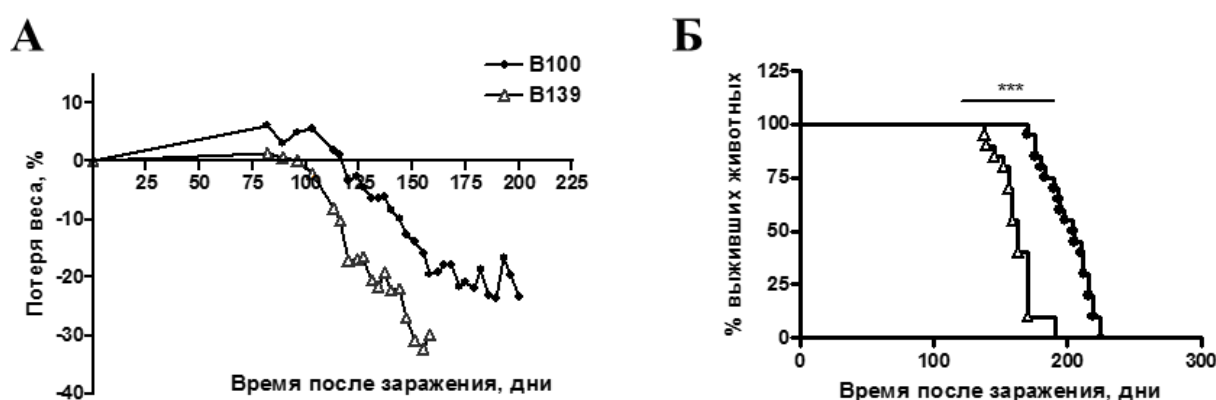 А
B100
B139
Потеря веса, %
10
0
-10
-20
-30
-40
25 50 75 100 125 150 175 200 225
Время после заражения, дни
Б
% выживших животных
125
100
75
50
25
0
***
0 100 200 300
Время после заражения, дни